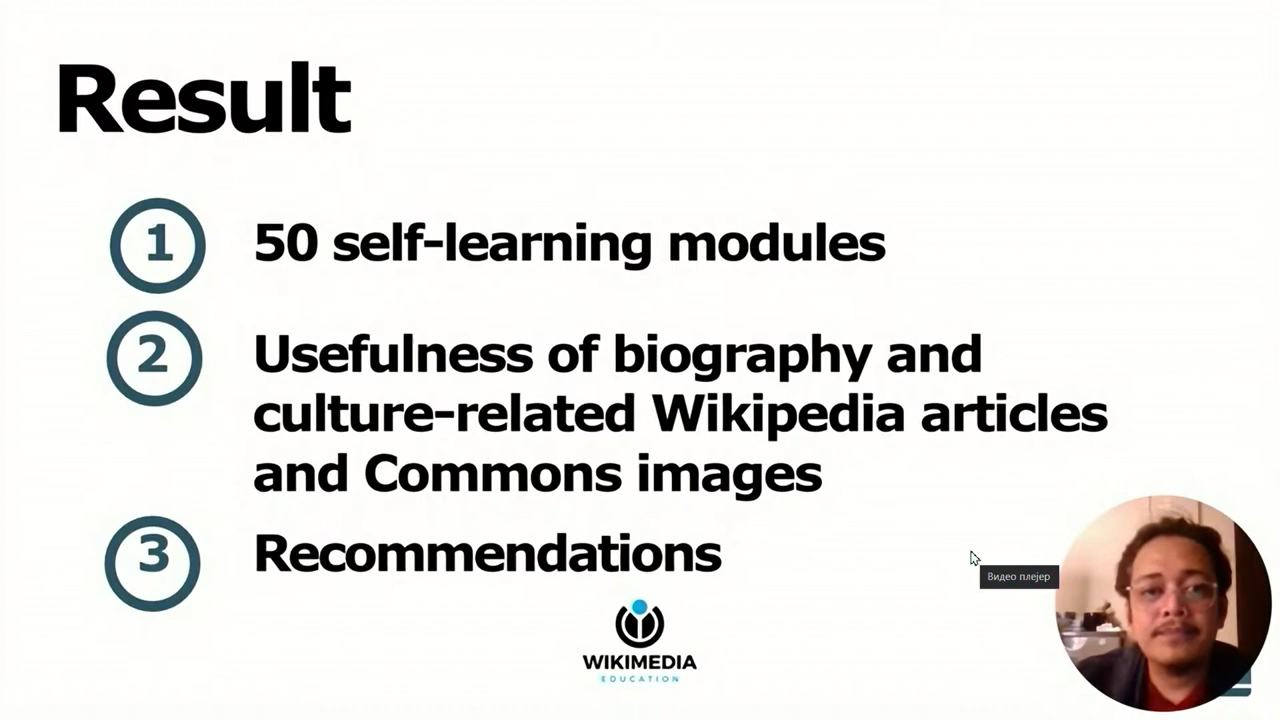 Result
1
50 self-learning modules
2
Usefulness of biography and
culture-related Wikipedia articles
and Commons images
3
Recommendations
Видео плејер
WIKIMEDIA
EDUCATION